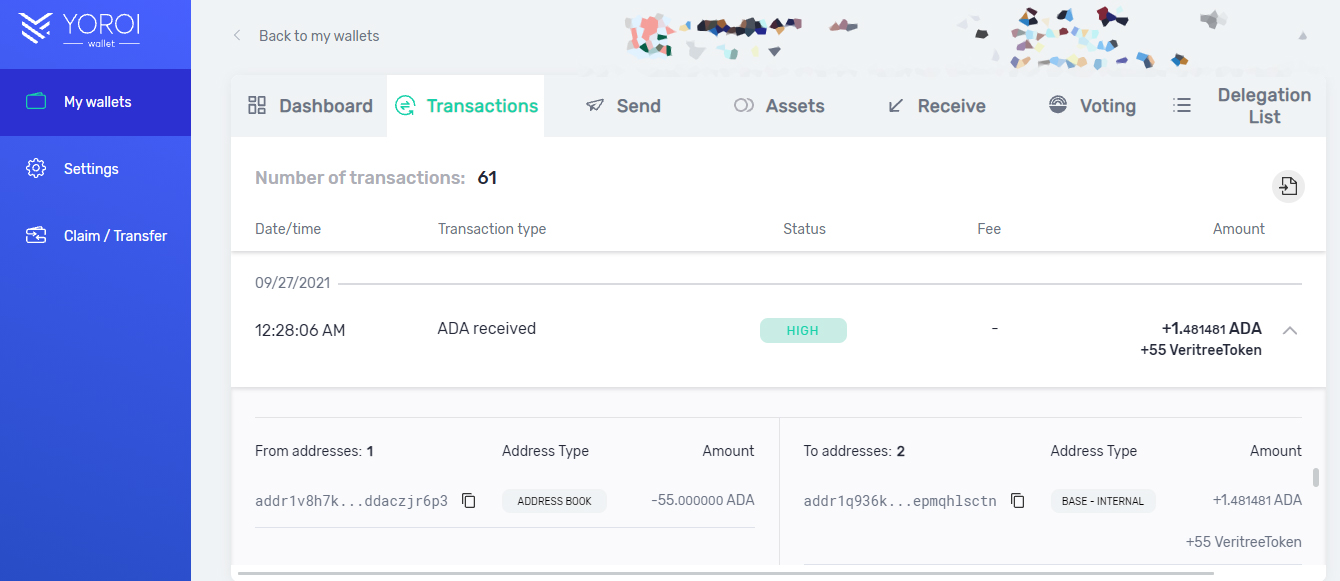 YOROI
wallet
Back to my wallets
My wallets
Settings
Claim / Transfer
Dashboard
Transactions
Send
Assets
Receive
Voting
Delegation
List
Number of transactions: 61
Date/time Transaction type Status Fee Amount
09/27/2021
12:28:06 AM ADA received HIGH - +1.481481 ADA
+55 VeritreeToken
From addresses: 1 Address Type Amount
addr1v8h7k...ddaczjr6p3 ADDRESS BOOK -55.000000 ADA
To addresses: 2 Address Type Amount
addr1q936k...epmqhlsctn BASE - INTERNAL +1.481481 ADA
+55 VeritreeToken